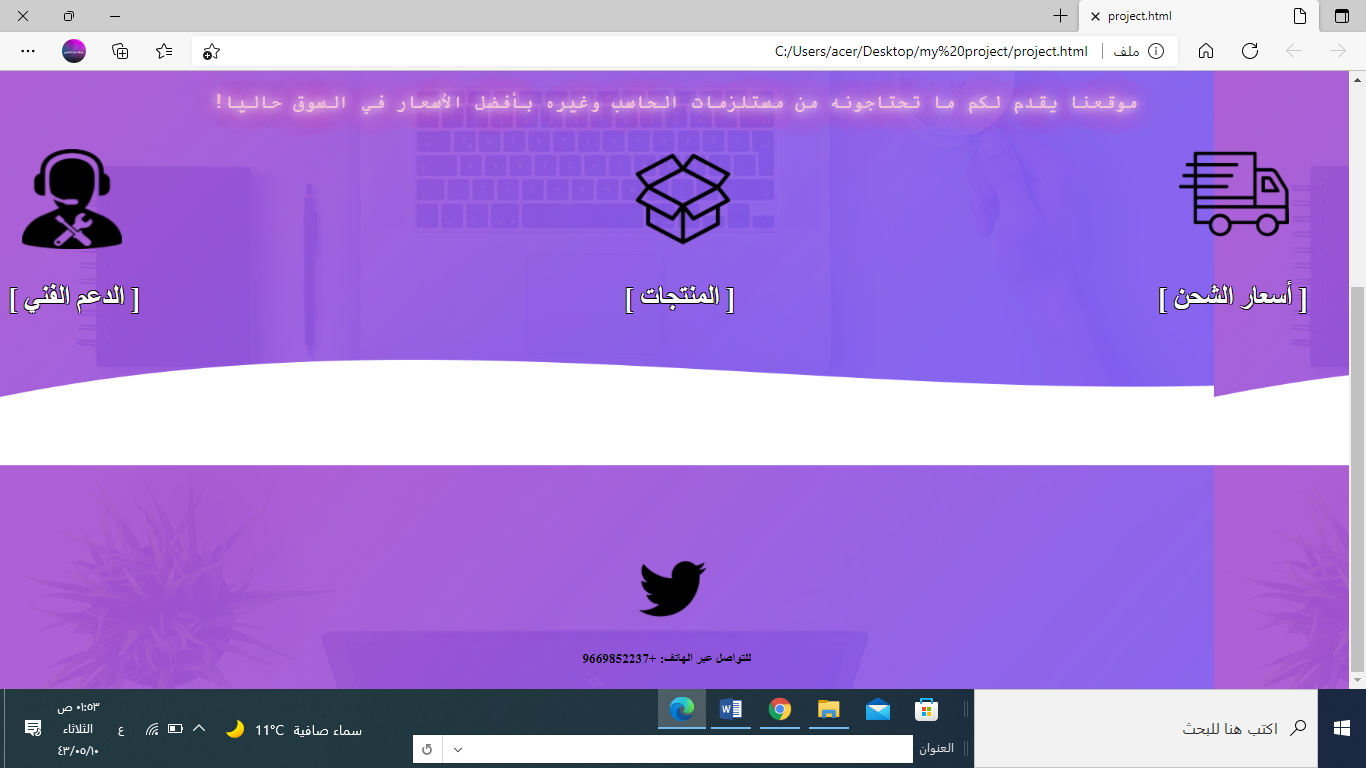 project.html
C:/Users/acer/Desktop/my%20project/project.html
ملف
موقعنا يقدم لكم ما تحتاجونه من مستلزمات الحاسب وغيره بأفضل الأسعار في السوق حاليا!
[ أسعار الشحن ]
[ المنتجات ]
[ الدعم الفني ]
للتواصل عبر الهاتف: +9669852237
اكتب هنا للبحث
العنوان
11°C سماء صافية
ع
٠١:٥٣ ص
الثلاثاء
٤٣/٠٥/١٠